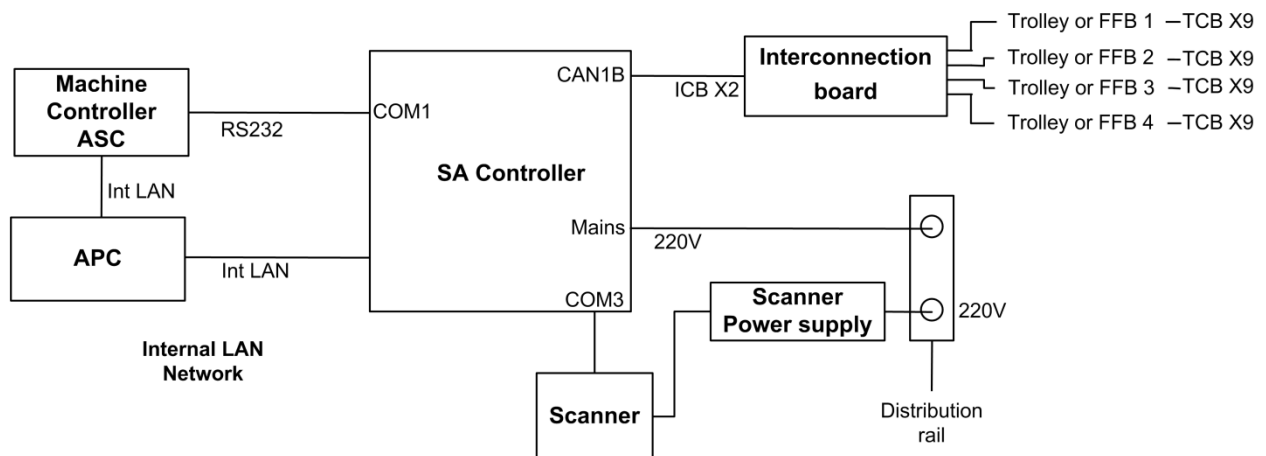 Machine
Controller
ASC
RS232
COM1
Int LAN
APC
Int LAN
Internal LAN
Network
SA Controller
CAN1B
ICB X2
Interconnection
board
Trolley or FFB 1 –TCB X9
Trolley or FFB 2 –TCB X9
Trolley or FFB 3 –TCB X9
Trolley or FFB 4 –TCB X9
Mains
220V
COM3
Scanner
Power supply
220V
Scanner
Distribution
rail